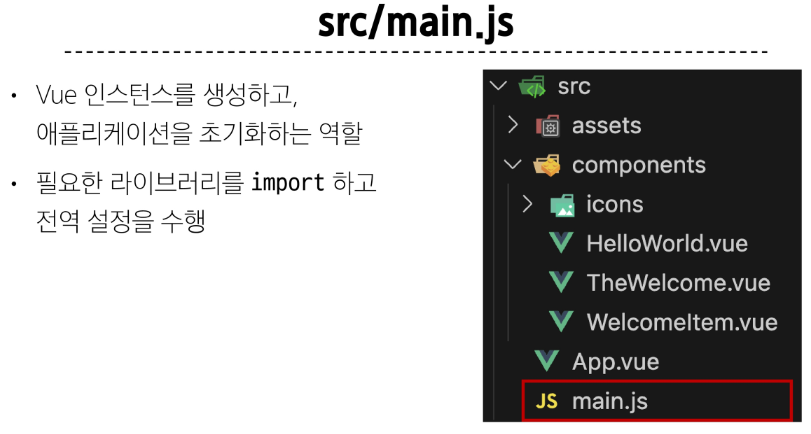 src/main.js
• Vue 인스턴스를 생성하고,
애플리케이션을 초기화하는 역할
• 필요한 라이브러리를 import 하고
전역 설정을 수행
src
assets
components
icons
HelloWorld.vue
TheWelcome.vue
WelcomeItem.vue
App.vue
JS main.js